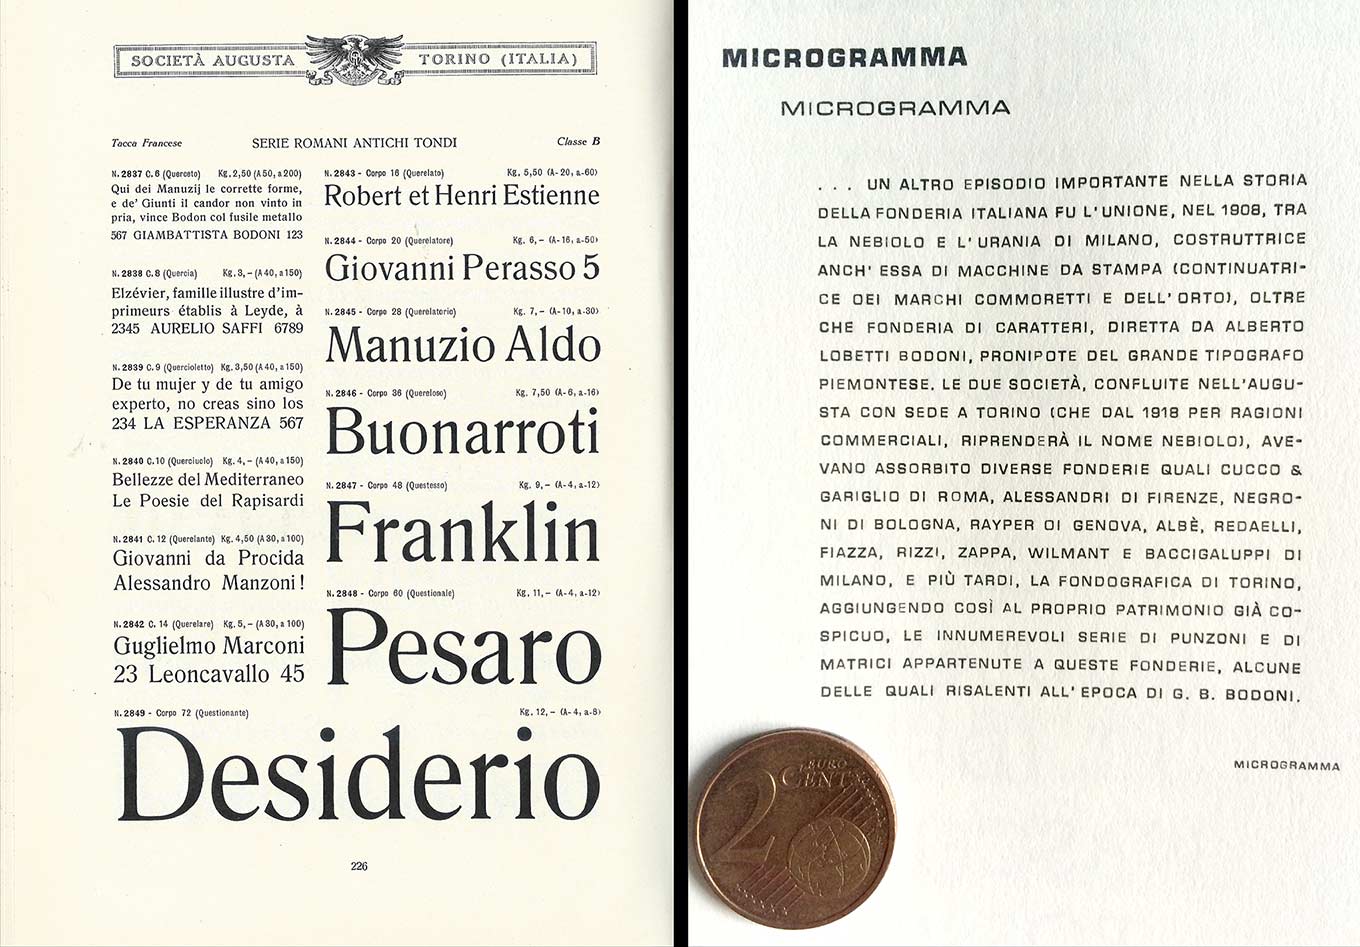 SOCIETÀ AUGUSTA TORINO (ITALIA)
Tacca Francese SERIE ROMANI ANTICHI TONDI Classe B
N. 2837 C. 6 (Querceto) Kg. 2,50 (A 50, a 200)
Qui dei Manuzij le corrette forme,
e de' Giunti il candor non vinto in
pria, vince Bodon col fusile metallo
567 GIAMBATTISTA BODONI 123
N. 2838 C. 8 (Quercia) Kg. 3,– (A 40, a 150)
Elzévier, famille illustre d'im-
primeurs établis à Leyde, à
2345 AURELIO SAFFI 6789
N. 2839 C. 9 (Quercioletto) Kg. 3,50 (A 40, a 150)
De tu mujer y de tu amigo
experto, no creas sino los
234 LA ESPERANZA 567
N. 2840 C. 10 (Querciuolo) Kg. 4,– (A 40, a 150)
Bellezze del Mediterraneo
Le Poesie del Rapisardi
N. 2841 C. 12 (Querelante) Kg. 4,50 (A 30, a 100)
Giovanni da Procida
Alessandro Manzoni !
N. 2842 C. 14 (Querelare) Kg. 5,– (A 30, a 100)
Guglielmo Marconi
23 Leoncavallo 45
N. 2843 - Corpo 16 (Querelato) Kg. 5,50 (A-20, a-60)
Robert et Henri Estienne
N. 2844 - Corpo 20 (Querelatore) Kg. 6,– (A-16, a-50)
Giovanni Perasso 5
N. 2845 - Corpo 28 (Querelatorio) Kg. 7,– (A-10, a-30)
Manuzio Aldo
N. 2846 - Corpo 36 (Quereloso) Kg. 7,50 (A-6, a-16)
Buonarroti
N. 2847 - Corpo 48 (Questesso) Kg. 9,– (A-4, a-12)
Franklin
N. 2848 - Corpo 60 (Questionale) Kg. 11,– (A-4, a-12)
Pesaro
N. 2849 - Corpo 72 (Questionante) Kg. 12,– (A-4, a-8)
Desiderio
226
MICROGRAMMA
MICROGRAMMA
. . . UN ALTRO EPISODIO IMPORTANTE NELLA STORIA
DELLA FONDERIA ITALIANA FU L'UNIONE, NEL 1908, TRA
LA NEBIOLO E L'URANIA DI MILANO, COSTRUTTRICE
ANCH' ESSA DI MACCHINE DA STAMPA (CONTINUATRI-
CE DEI MARCHI COMMORETTI E DELL' ORTO), OLTRE
CHE FONDERIA DI CARATTERI, DIRETTA DA ALBERTO
LOBETTI BODONI, PRONIPOTE DEL GRANDE TIPOGRAFO
PIEMONTESE. LE DUE SOCIETÀ, CONFLUITE NELL'AUGU-
STA CON SEDE A TORINO (CHE DAL 1918 PER RAGIONI
COMMERCIALI, RIPRENDERÀ IL NOME NEBIOLO), AVE-
VANO ASSORBITO DIVERSE FONDERIE QUALI CUCCO &
GARIGLIO DI ROMA, ALESSANDRI DI FIRENZE, NEGRO-
NI DI BOLOGNA, RAYPER DI GENOVA, ALBÈ, REDAELLI,
FIAZZA, RIZZI, ZAPPA, WILMANT E BACCIGALUPPI DI
MILANO, E PIÙ TARDI, LA FONDOGRAFICA DI TORINO,
AGGIUNGENDO COSÌ AL PROPRIO PATRIMONIO GIÀ CO-
SPICUO, LE INNUMEREVOLI SERIE DI PUNZONI E DI
MATRICI APPARTENUTE A QUESTE FONDERIE, ALCUNE
DELLE QUALI RISALENTI ALL' EPOCA DI G. B. BODONI.
MICROGRAMMA
2 EURO
CENT